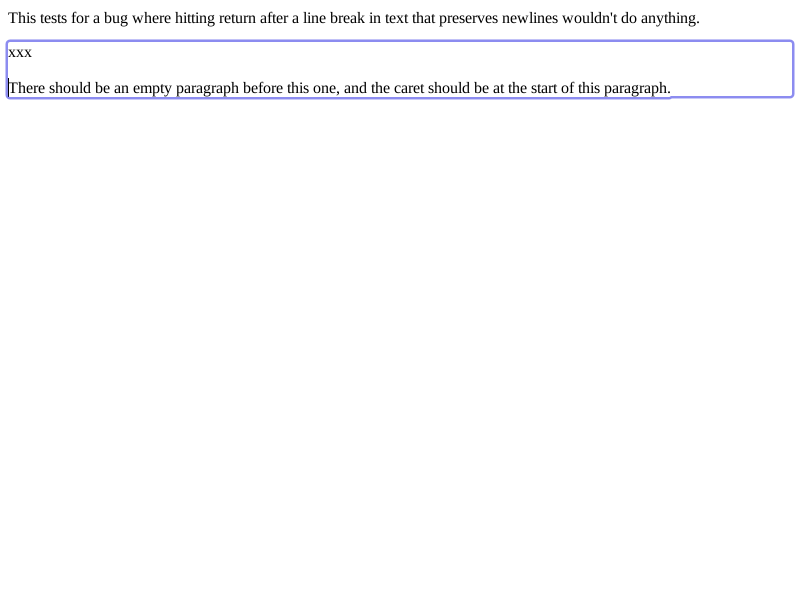 This tests for a bug where hitting return after a line break in text that preserves newlines wouldn't do anything.
xxx
There should be an empty paragraph before this one, and the caret should be at the start of this paragraph.